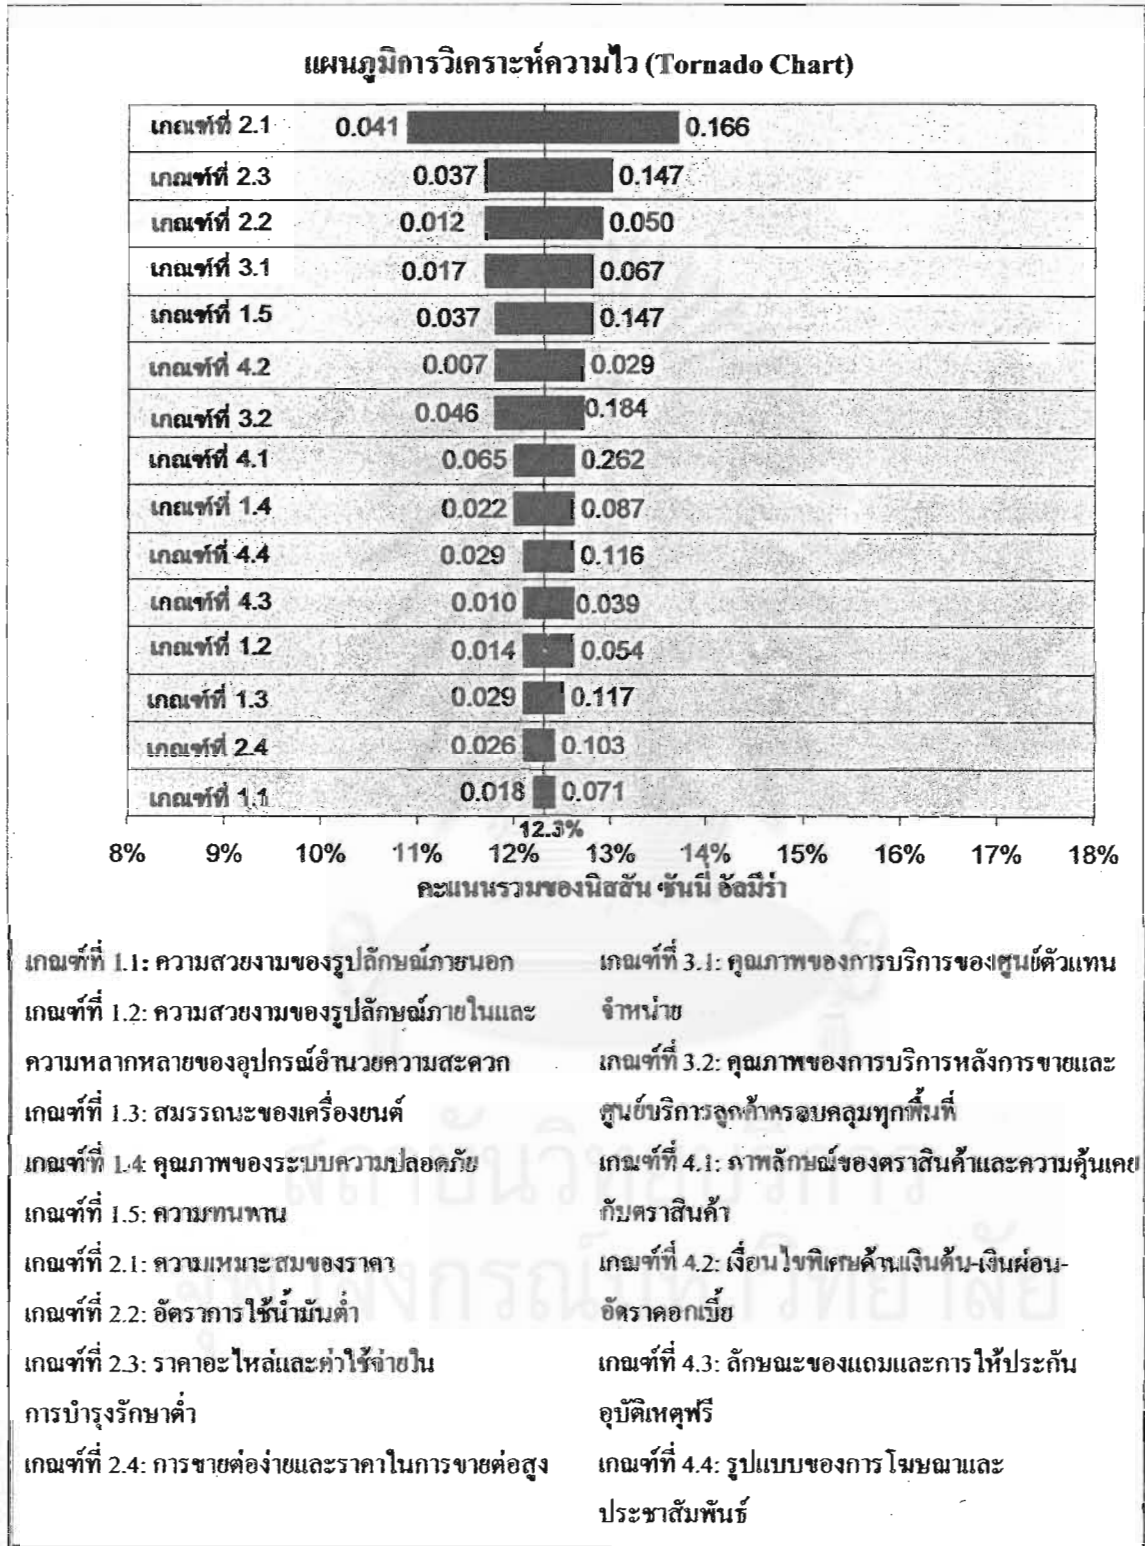 แผนภูมิการวิเคราะห์ความไว (Tornado Chart)
เกณฑ์ที่ 2.1 0.041 0.166
เกณฑ์ที่ 2.3 0.037 0.147
เกณฑ์ที่ 2.2 0.012 0.050
เกณฑ์ที่ 3.1 0.017 0.067
เกณฑ์ที่ 1.5 0.037 0.147
เกณฑ์ที่ 4.2 0.007 0.029
เกณฑ์ที่ 3.2 0.046 0.184
เกณฑ์ที่ 4.1 0.065 0.262
เกณฑ์ที่ 1.4 0.022 0.087
เกณฑ์ที่ 4.4 0.029 0.116
เกณฑ์ที่ 4.3 0.010 0.039
เกณฑ์ที่ 1.2 0.014 0.054
เกณฑ์ที่ 1.3 0.029 0.117
เกณฑ์ที่ 2.4 0.026 0.103
เกณฑ์ที่ 1.1 0.018 0.071
12.3%
8% 9% 10% 11% 12% 13% 14% 15% 16% 17% 18%
คะแนนรวมของนิสสัน ซันนี่ อัลมีร่า
เกณฑ์ที่ 1.1: ความสวยงามของรูปลักษณ์ภายนอก
เกณฑ์ที่ 1.2: ความสวยงามของรูปลักษณ์ภายในและ
ความหลากหลายของอุปกรณ์อำนวยความสะดวก
เกณฑ์ที่ 1.3: สมรรถนะของเครื่องยนต์
เกณฑ์ที่ 1.4: คุณภาพของระบบความปลอดภัย
เกณฑ์ที่ 1.5: ความทนทาน
เกณฑ์ที่ 2.1: ความเหมาะสมของราคา
เกณฑ์ที่ 2.2: อัตราการใช้น้ำมันต่ำ
เกณฑ์ที่ 2.3: ราคาอะไหล่และค่าใช้จ่ายใน
การบำรุงรักษาต่ำ
เกณฑ์ที่ 2.4: การขายต่อง่ายและราคาในการขายต่อสูง
เกณฑ์ที่ 3.1: คุณภาพของการบริการของศูนย์ตัวแทน
จำหน่าย
เกณฑ์ที่ 3.2: คุณภาพของการบริการหลังการขายและ
ศูนย์บริการลูกค้าครอบคลุมทุกพื้นที่
เกณฑ์ที่ 4.1: ภาพลักษณ์ของตราสินค้าและความคุ้นเคย
กับตราสินค้า
เกณฑ์ที่ 4.2: เงื่อนไขพิเศษด้านเงินต้น-เงินผ่อน-
อัตราดอกเบี้ย
เกณฑ์ที่ 4.3: ลักษณะของแถมและการให้ประกัน
อุบัติเหตุฟรี
เกณฑ์ที่ 4.4: รูปแบบของการโฆษณาและ
ประชาสัมพันธ์
สถาบันวิทยบริการ
จุฬาลงกรณ์มหาวิทยาลัย